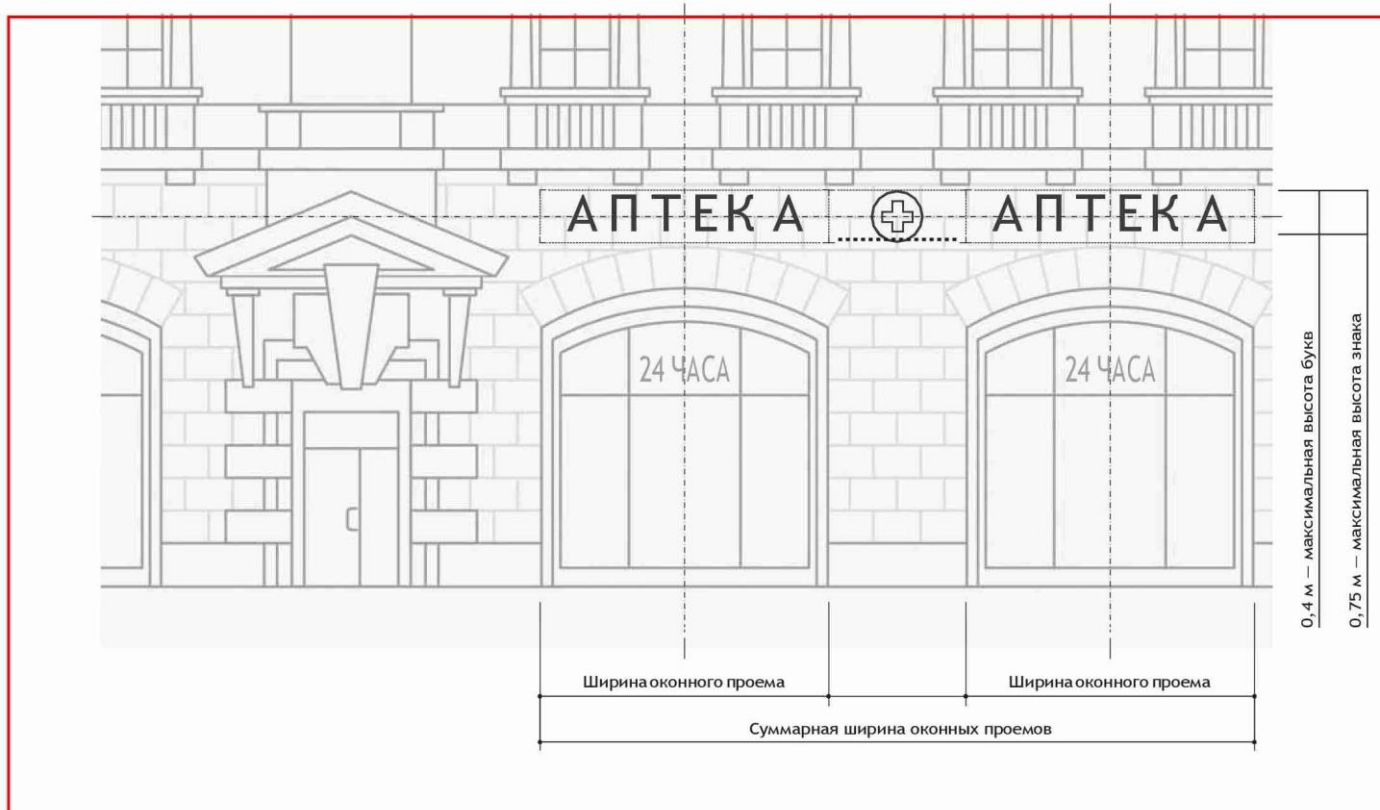 АПТЕКА АПТЕКА
24 ЧАСА 24 ЧАСА
0,4 м — максимальная высота букв
0,75 м — максимальная высота знака
Ширина оконного проема Ширина оконного проема
Суммарная ширина оконных проемов